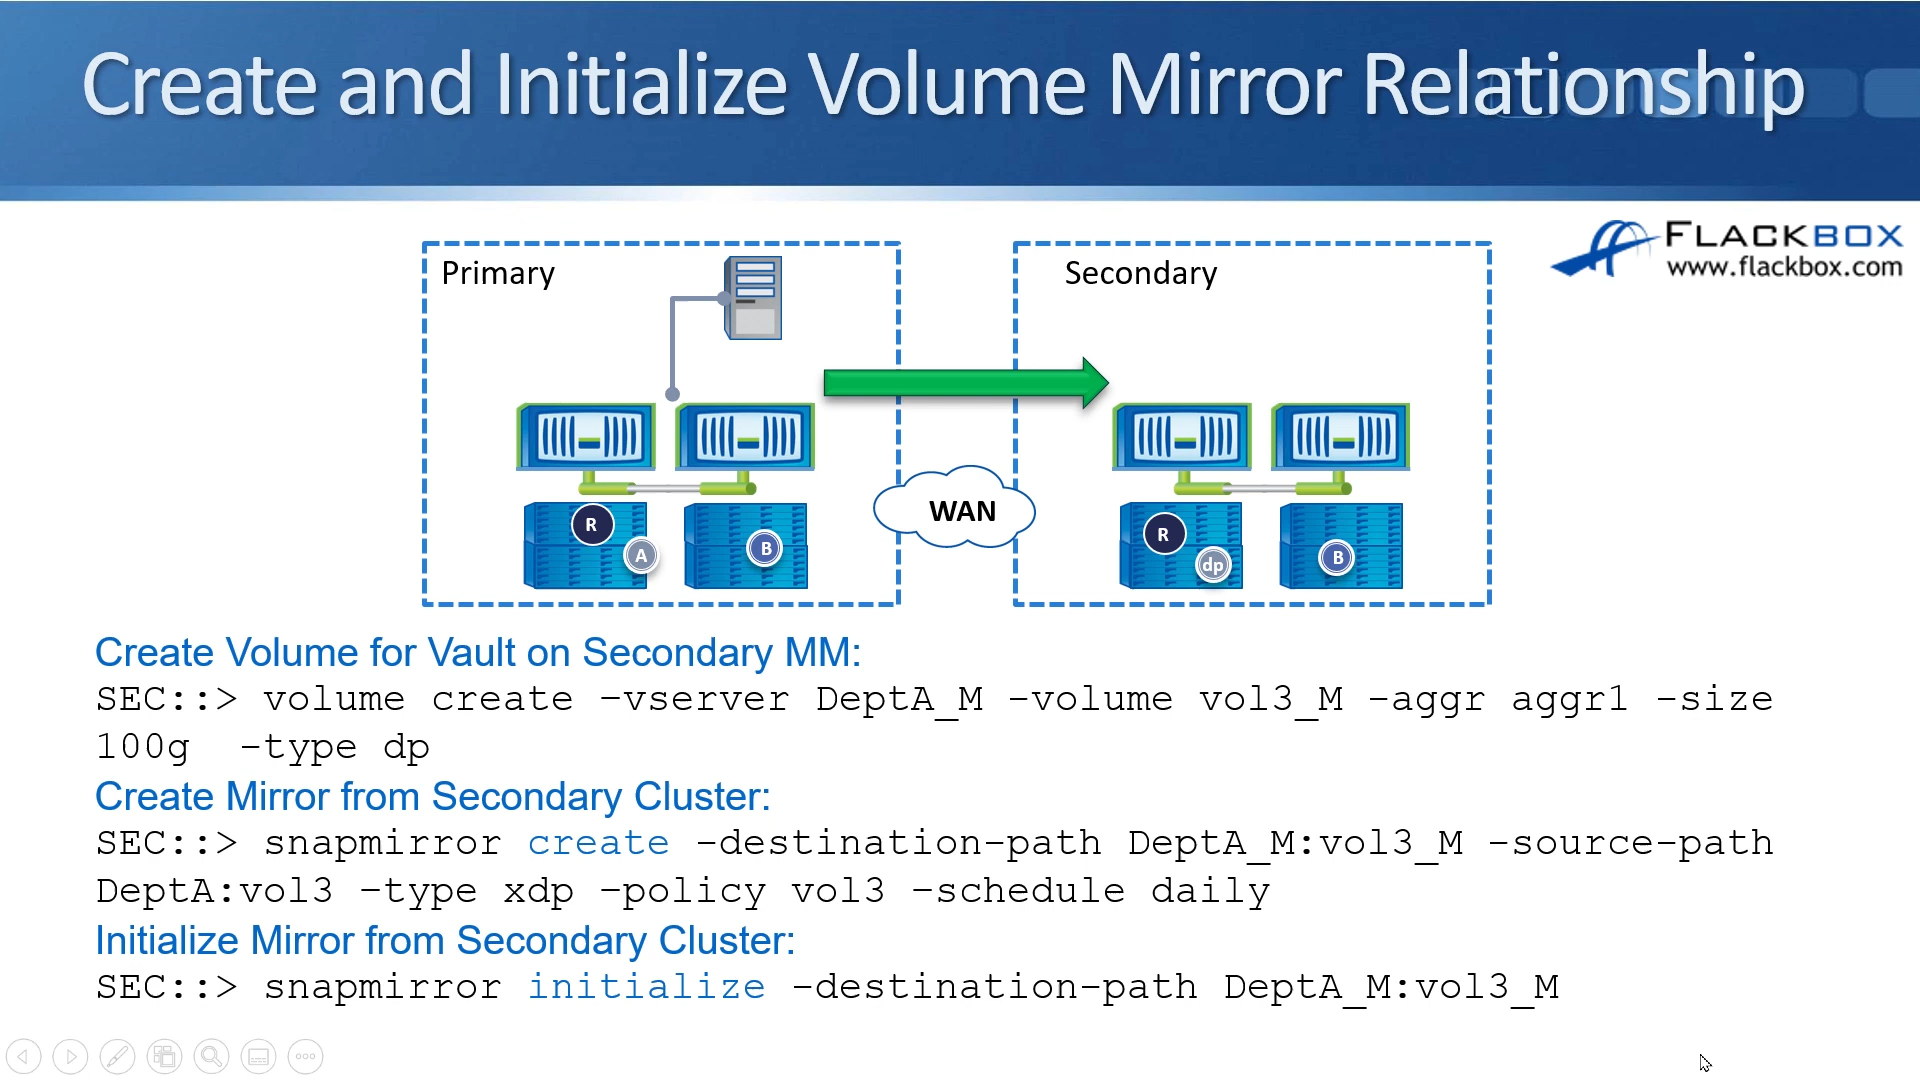 Create and Initialize Volume Mirror Relationship
FLACKBOX
www.flackbox.com
Primary
Secondary
WAN
R
A
B
R
dp
B
Create Volume for Vault on Secondary MM:
SEC::> volume create –vserver DeptA_M –volume vol3_M –aggr aggr1 –size
100g –type dp
Create Mirror from Secondary Cluster:
SEC::> snapmirror create –destination-path DeptA_M:vol3_M –source-path
DeptA:vol3 –type xdp –policy vol3 –schedule daily
Initialize Mirror from Secondary Cluster:
SEC::> snapmirror initialize –destination-path DeptA_M:vol3_M